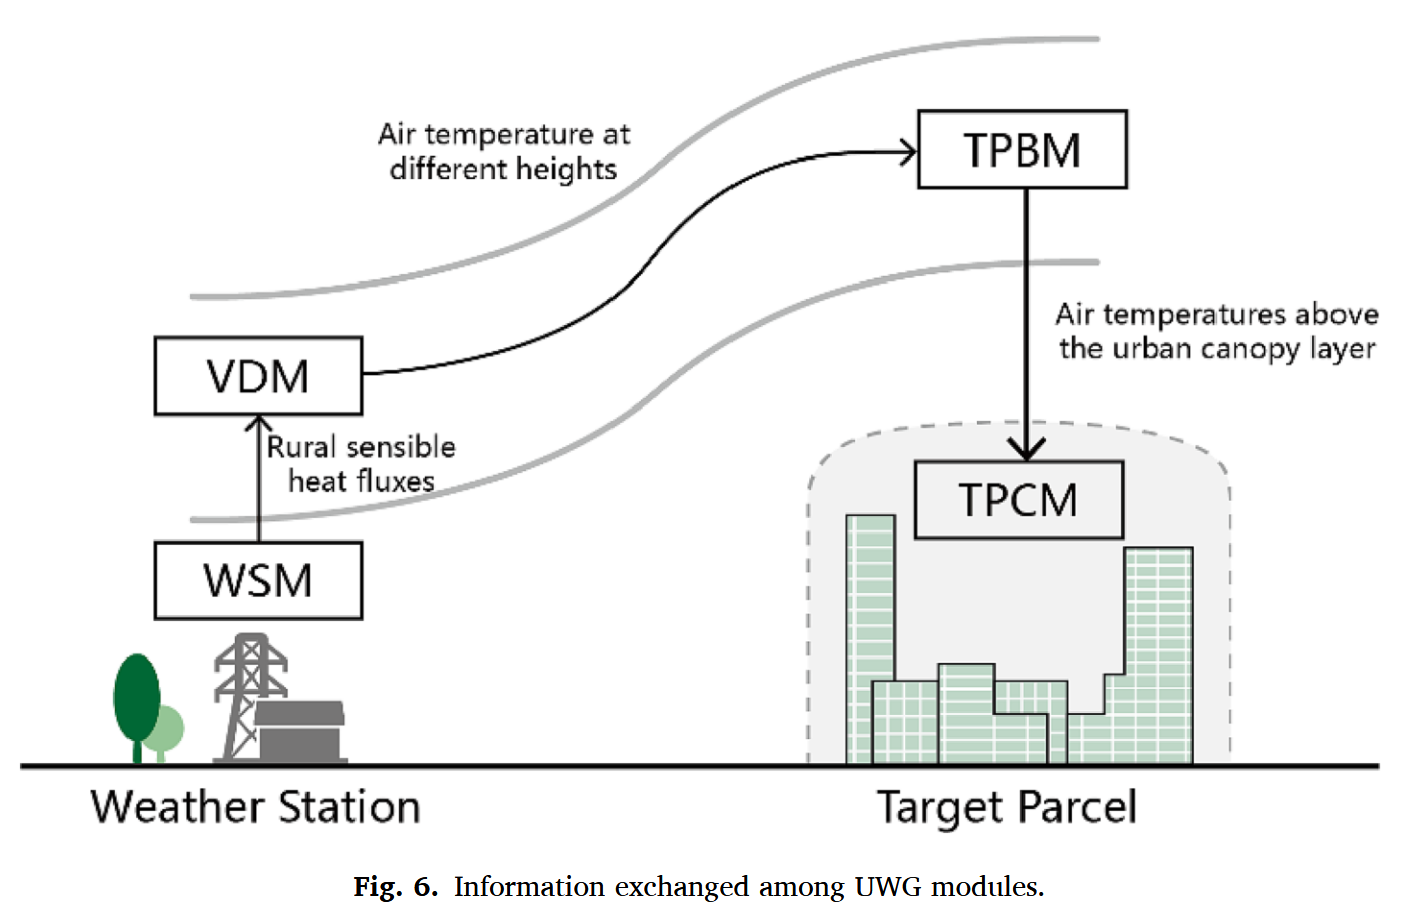 Air temperature at
different heights
TPBM
Air temperatures above
the urban canopy layer
VDM
Rural sensible
heat fluxes
TPCM
WSM
Weather Station
Target Parcel
Fig. 6. Information exchanged among UWG modules.